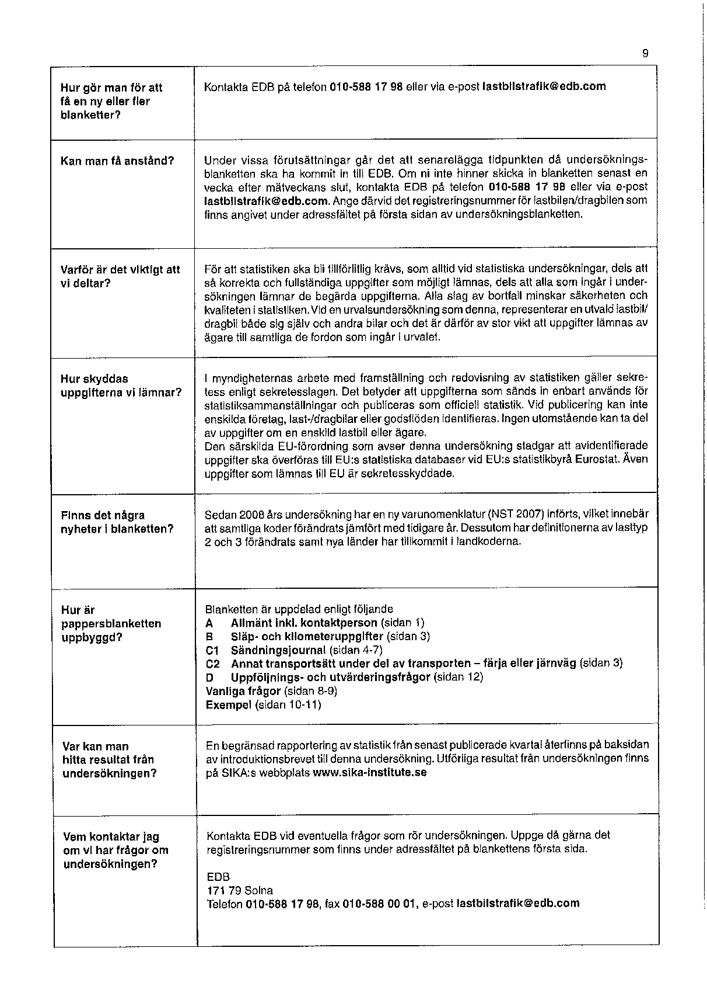 9
Hur gör man för att
få en ny eller fler
blanketter?
Kontakta EDB på telefon 010-588 17 98 eller via e-post lastbilstrafik@edb.com
Kan man få anstånd?
Under vissa förutsättningar går det att senarelägga tidpunkten då undersöknings-
blanketten ska ha kommit in till EDB. Om ni inte hinner skicka in blanketten senast en
vecka efter mätveckans slut, kontakta EDB på telefon 010-588 17 98 eller via e-post
lastbilstrafik@edb.com. Ange därvid det registreringsnummer för lastbilen/dragbilen som
finns angivet under adressfältet på första sidan av undersökningsblanketten.
Varför är det viktigt att
vi deltar?
För att statistiken ska bli tillförlitlig krävs, som alltid vid statistiska undersökningar, dels att
så korrekta och fullständiga uppgifter som möjligt lämnas, dels att alla som ingår i under-
sökningen lämnar de begärda uppgifterna. Alla slag av bortfall minskar säkerheten och
kvaliteten i statistiken. Vid en urvalsundersökning som denna, representerar en utvald lastbil/
dragbil både sig själv och andra bilar och det är därför av stor vikt att uppgifter lämnas av
ägare till samtliga de fordon som ingår i urvalet.
Hur skyddas
uppgifterna vi lämnar?
I myndigheternas arbete med framställning och redovisning av statistiken gäller sekre-
tess enligt sekretesslagen. Det betyder att uppgifterna som sänds in enbart används för
statistiksammanställningar och publiceras som officiell statistik. Vid publicering kan inte
enskilda företag, last-/dragbilar eller godsflöden identifieras. Ingen utomstående kan ta del
av uppgifter om en enskild lastbil eller ägare.
Den särskilda EU-förordning som avser denna undersökning stadgar att avidentifierade
uppgifter ska överföras till EU:s statistiska databaser vid EU:s statistikbyrå Eurostat. Även
uppgifter som lämnas till EU är sekretesskyddade.
Finns det några
nyheter i blanketten?
Sedan 2008 års undersökning har en ny varunomenklatur (NST 2007) införts, vilket innebär
att samtliga koder förändrats jämfört med tidigare år. Dessutom har definitionerna av lasttyp
2 och 3 förändrats samt nya länder har tillkommit i landkoderna.
Hur är
pappersblanketten
uppbyggd?
Blanketten är uppdelad enligt följande
A Allmänt inkl. kontaktperson (sidan 1)
B Släp- och kilometeruppgifter (sidan 3)
C1 Sändningsjournal (sidan 4-7)
C2 Annat transportsätt under del av transporten – färja eller järnväg (sidan 3)
D Uppföljnings- och utvärderingsfrågor (sidan 12)
Vanliga frågor (sidan 8-9)
Exempel (sidan 10-11)
Var kan man
hitta resultat från
undersökningen?
En begränsad rapportering av statistik från senast publicerade kvartal återfinns på baksidan
av introduktionsbrevet till denna undersökning. Utförliga resultat från undersökningen finns
på SIKA:s webbplats www.sika-institute.se
Vem kontaktar jag
om vi har frågor om
undersökningen?
Kontakta EDB vid eventuella frågor som rör undersökningen. Uppge då gärna det
registreringsnummer som finns under adressfältet på blankettens första sida.
EDB
171 79 Solna
Telefon 010-588 17 98, fax 010-588 00 01, e-post lastbilstrafik@edb.com